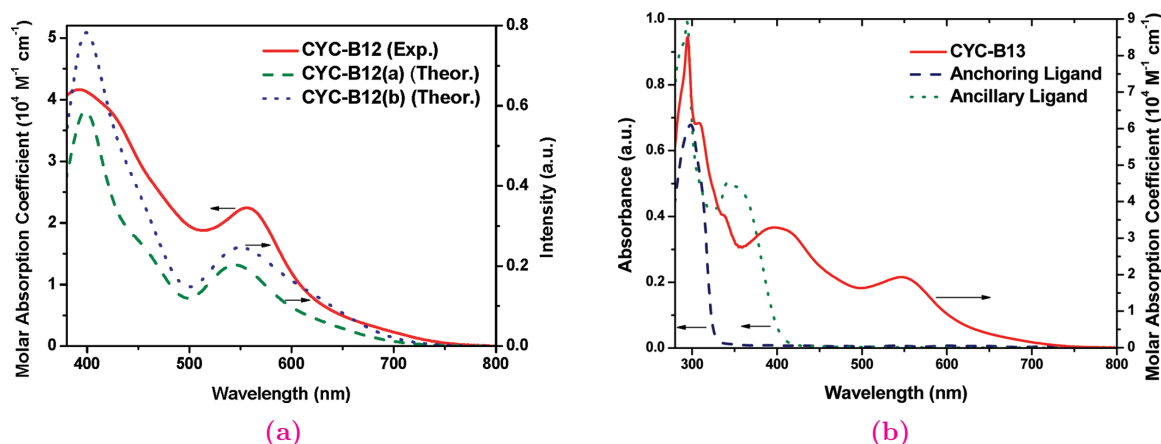 Molar Absorption Coefficient (10⁴ M⁻¹ cm⁻¹)
5
4
3
2
1
0
CYC-B12 (Exp.)
CYC-B12(a) (Theor.)
CYC-B12(b) (Theor.)
0.8
0.6
0.4
0.2
0.0
Intensity (a.u.)
400 500 600 700 800
Wavelength (nm)
(a)
Absorbance (a.u.)
1.0
0.8
0.6
0.4
0.2
0.0
CYC-B13
Anchoring Ligand
Ancillary Ligand
9
8
7
6
5
4
3
2
1
0
Molar Absorption Coefficient (10⁴ M⁻¹ cm⁻¹)
300 400 500 600 700 800
Wavelength (nm)
(b)